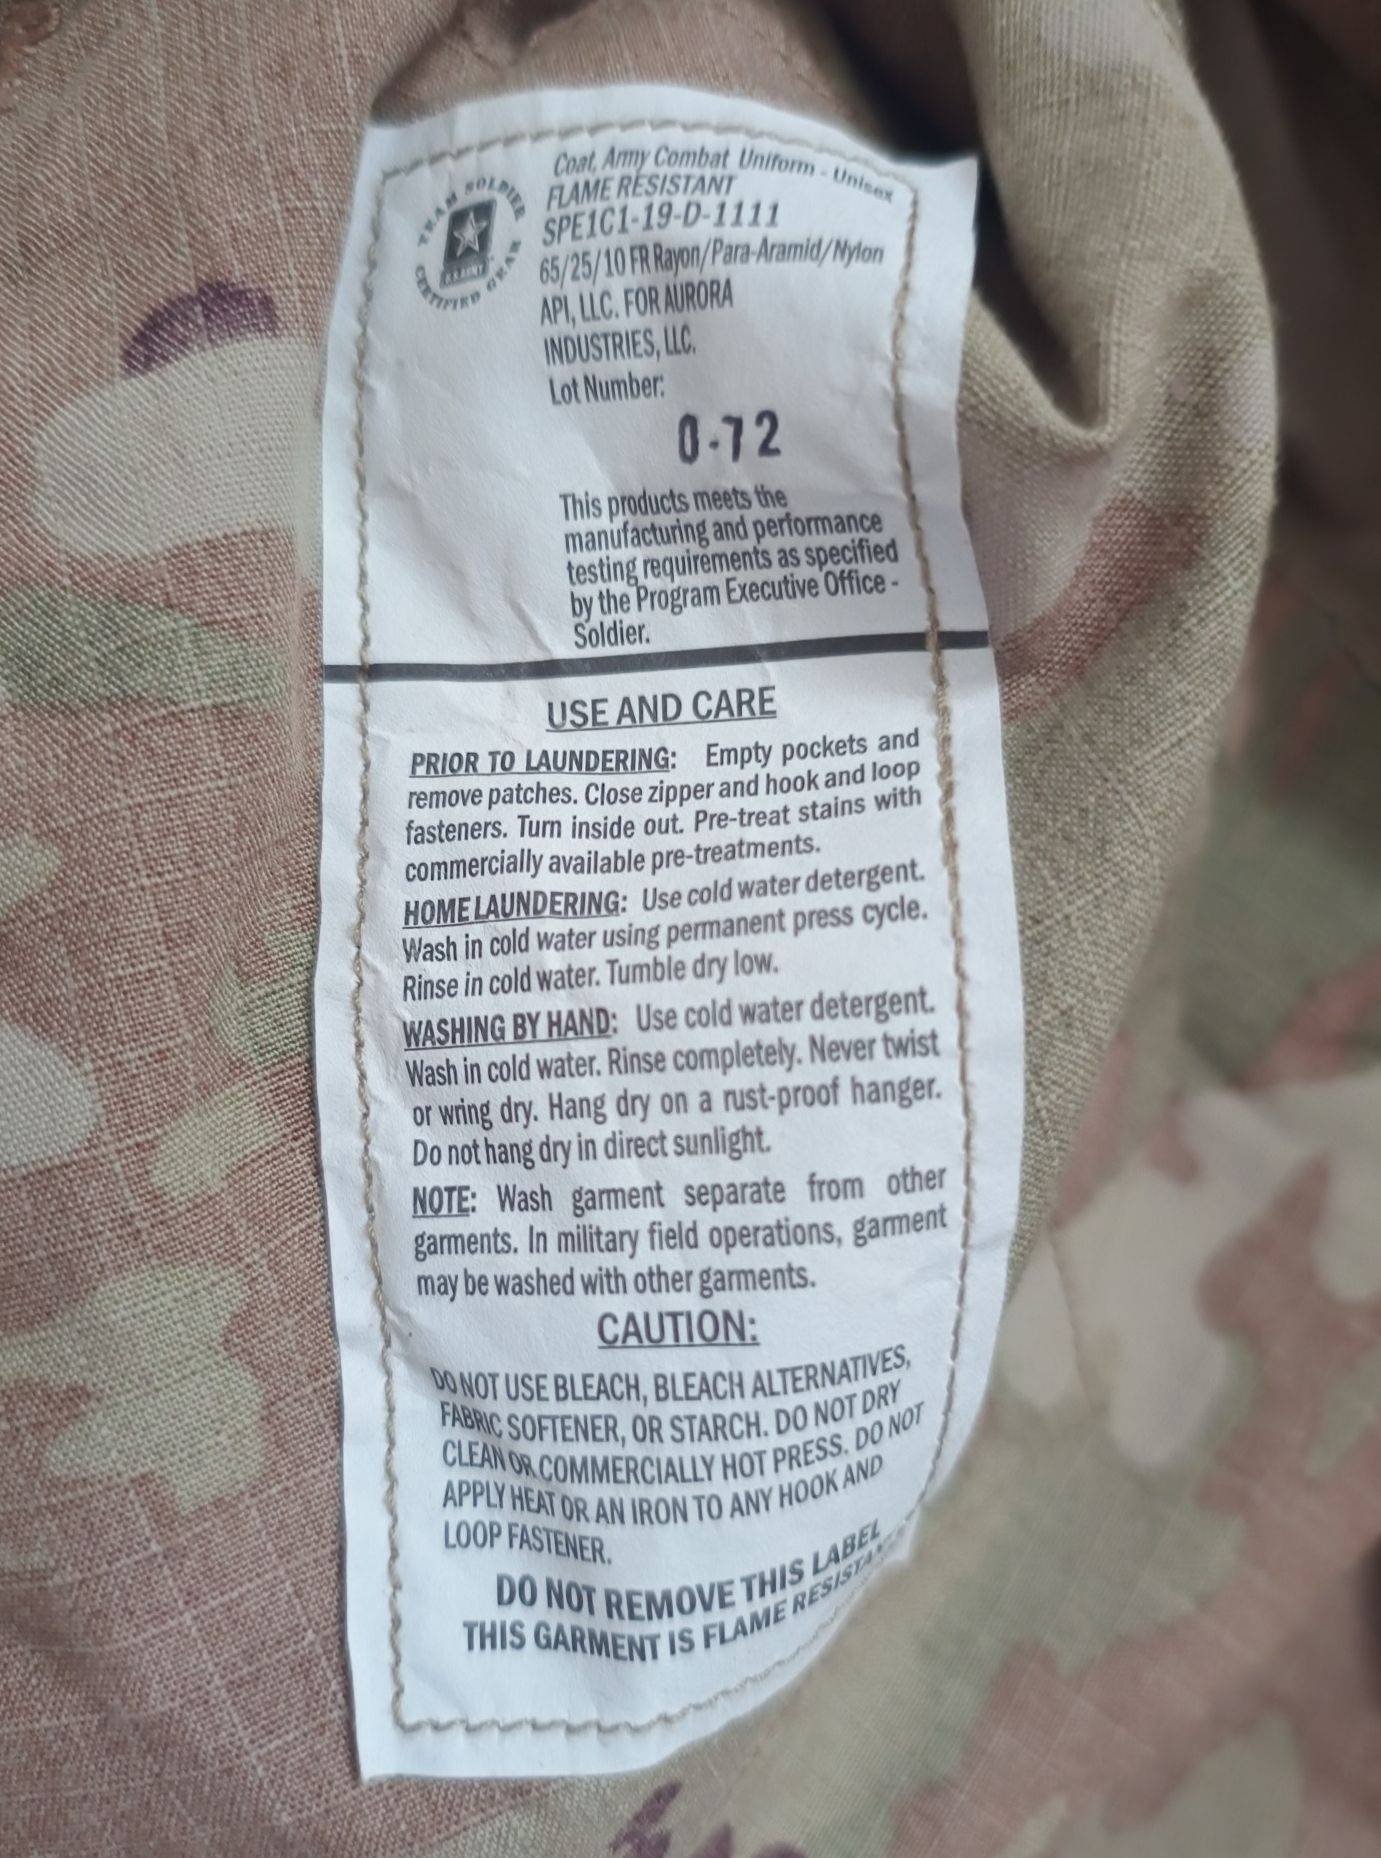 TEAM SOLDIER
U.S. ARMY
CERTIFIED GEAR
Coat, Army Combat Uniform - Unisex
FLAME RESISTANT
SPE1C1-19-D-1111
65/25/10 FR Rayon/Para-Aramid/Nylon
API, LLC. FOR AURORA
INDUSTRIES, LLC.
Lot Number:
0-72
This products meets the
manufacturing and performance
testing requirements as specified
by the Program Executive Office -
Soldier.
USE AND CARE
PRIOR TO LAUNDERING: Empty pockets and
remove patches. Close zipper and hook and loop
fasteners. Turn inside out. Pre-treat stains with
commercially available pre-treatments.
HOME LAUNDERING: Use cold water detergent.
Wash in cold water using permanent press cycle.
Rinse in cold water. Tumble dry low.
WASHING BY HAND: Use cold water detergent.
Wash in cold water. Rinse completely. Never twist
or wring dry. Hang dry on a rust-proof hanger.
Do not hang dry in direct sunlight.
NOTE: Wash garment separate from other
garments. In military field operations, garment
may be washed with other garments.
CAUTION:
DO NOT USE BLEACH, BLEACH ALTERNATIVES,
FABRIC SOFTENER, OR STARCH. DO NOT DRY
CLEAN OR COMMERCIALLY HOT PRESS. DO NOT
APPLY HEAT OR AN IRON TO ANY HOOK AND
LOOP FASTENER.
DO NOT REMOVE THIS LABEL
THIS GARMENT IS FLAME RESISTA